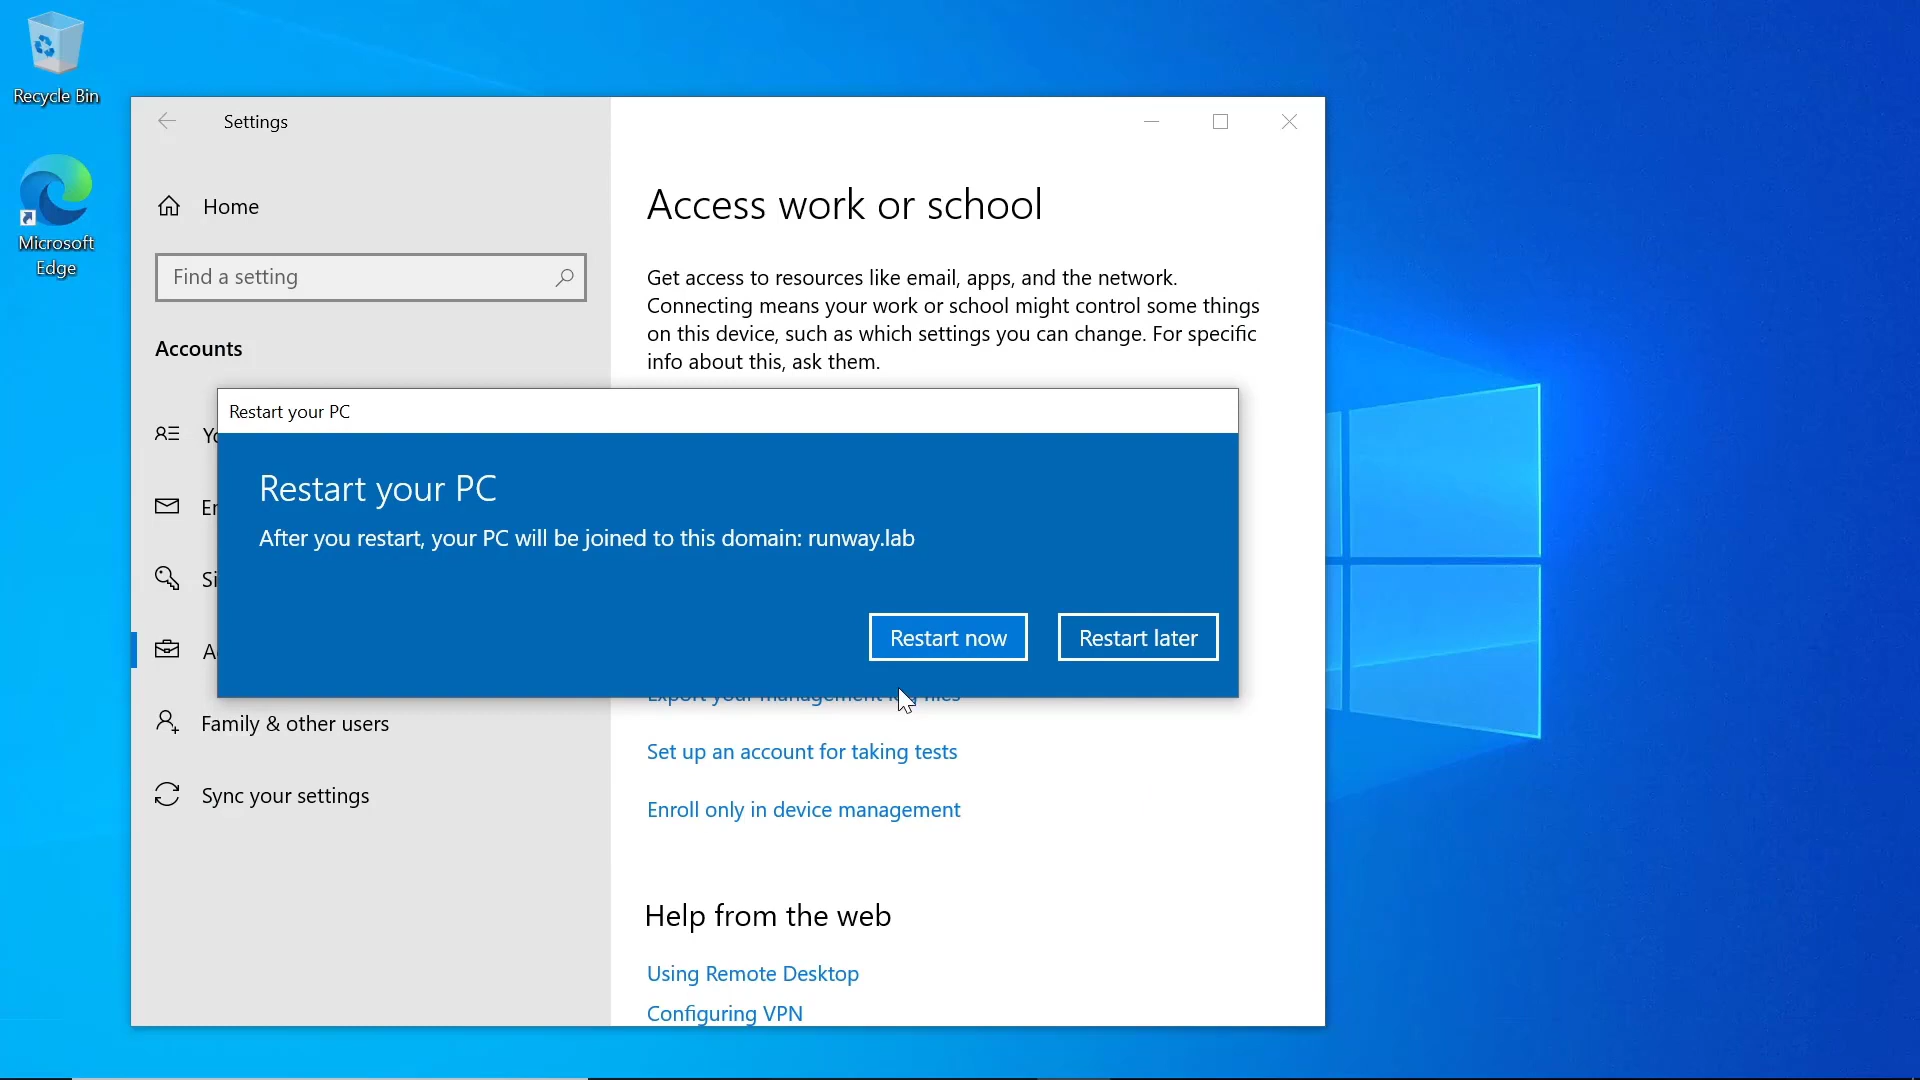 Recycle Bin
Microsoft
Edge
Settings
Home
Find a setting
Accounts
Family & other users
Sync your settings
Access work or school
Get access to resources like email, apps, and the network.
Connecting means your work or school might control some things
on this device, such as which settings you can change. For specific
info about this, ask them.
Restart your PC
Restart your PC
After you restart, your PC will be joined to this domain: runway.lab
Restart now
Restart later
Export your management log files
Set up an account for taking tests
Enroll only in device management
Help from the web
Using Remote Desktop
Configuring VPN